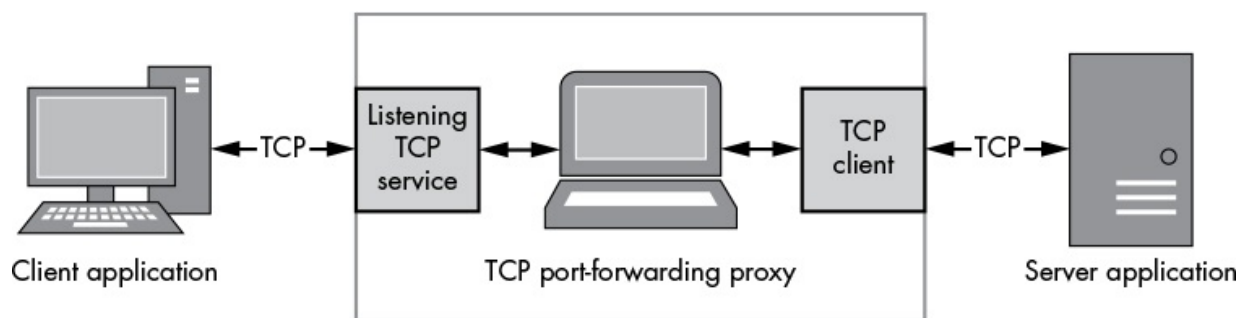 TCP
Listening
TCP
service
TCP
client
TCP
Client application
TCP port-forwarding proxy
Server application